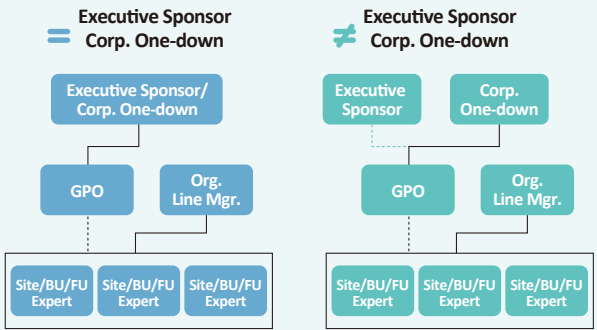 = Executive Sponsor
Corp. One-down
Executive Sponsor/
Corp. One-down
GPO
Org.
Line Mgr.
Site/BU/FU
Expert
Site/BU/FU
Expert
Site/BU/FU
Expert
≠ Executive Sponsor
Corp. One-down
Executive
Sponsor
Corp.
One-down
GPO
Org.
Line Mgr.
Site/BU/FU
Expert
Site/BU/FU
Expert
Site/BU/FU
Expert